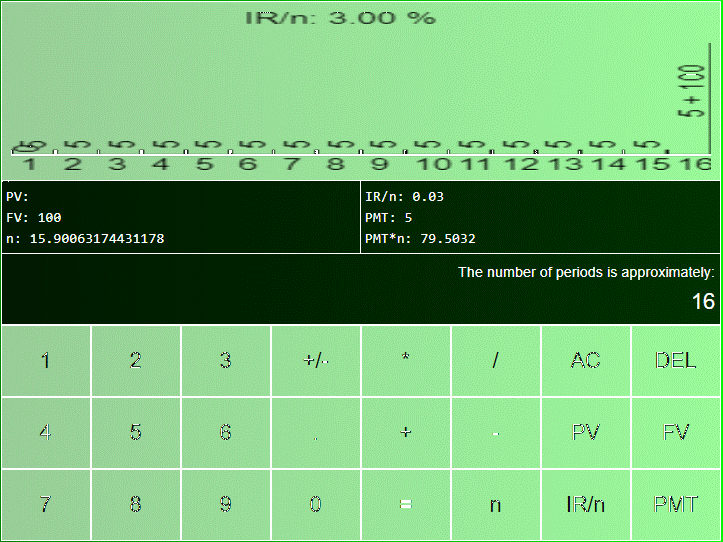 IR/n: 3.00 %
5 + 100
5 5 5 5 5 5 5 5 5 5 5 5 5 5 5
1 2 3 4 5 6 7 8 9 10 11 12 13 14 15 16
PV:
FV: 100
n: 15.90063174431178
IR/n: 0.03
PMT: 5
PMT*n: 79.5032
The number of periods is approximately:
16
1 2 3 +/- * / AC DEL
4 5 6 . + - PV FV
7 8 9 0 = n IR/n PMT